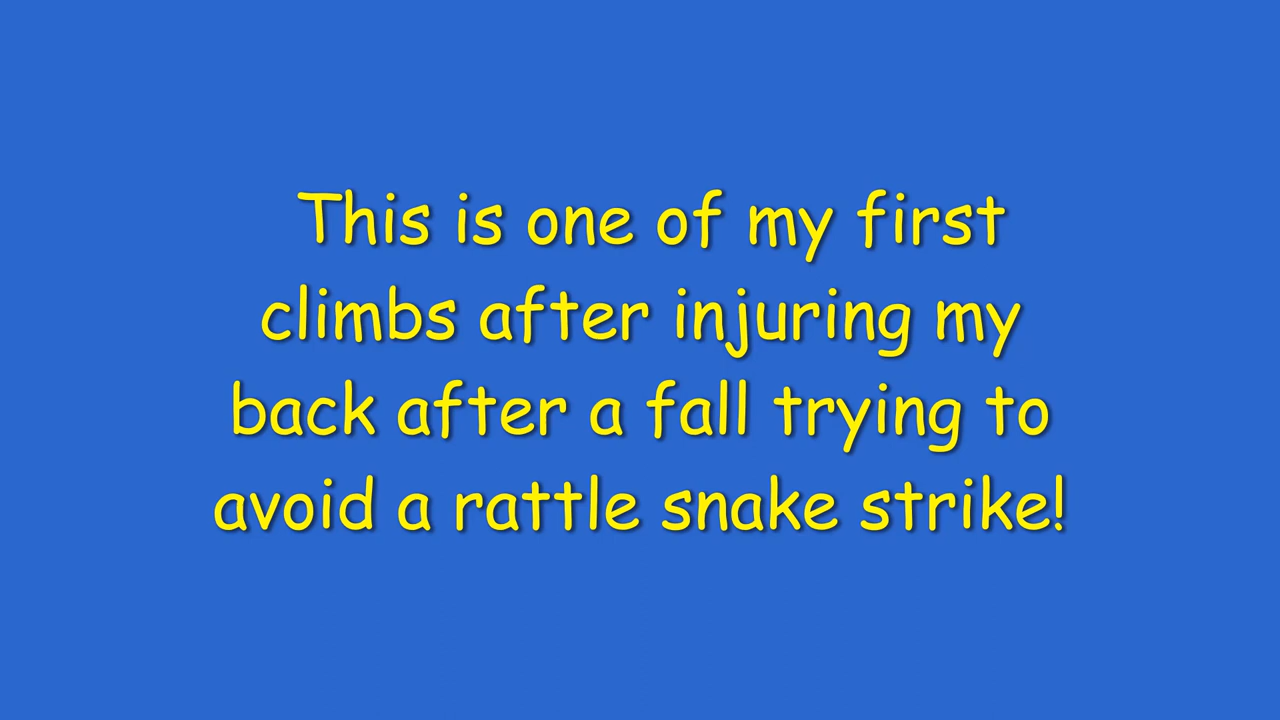 This is one of my first
climbs after injuring my
back after a fall trying to
avoid a rattle snake strike!